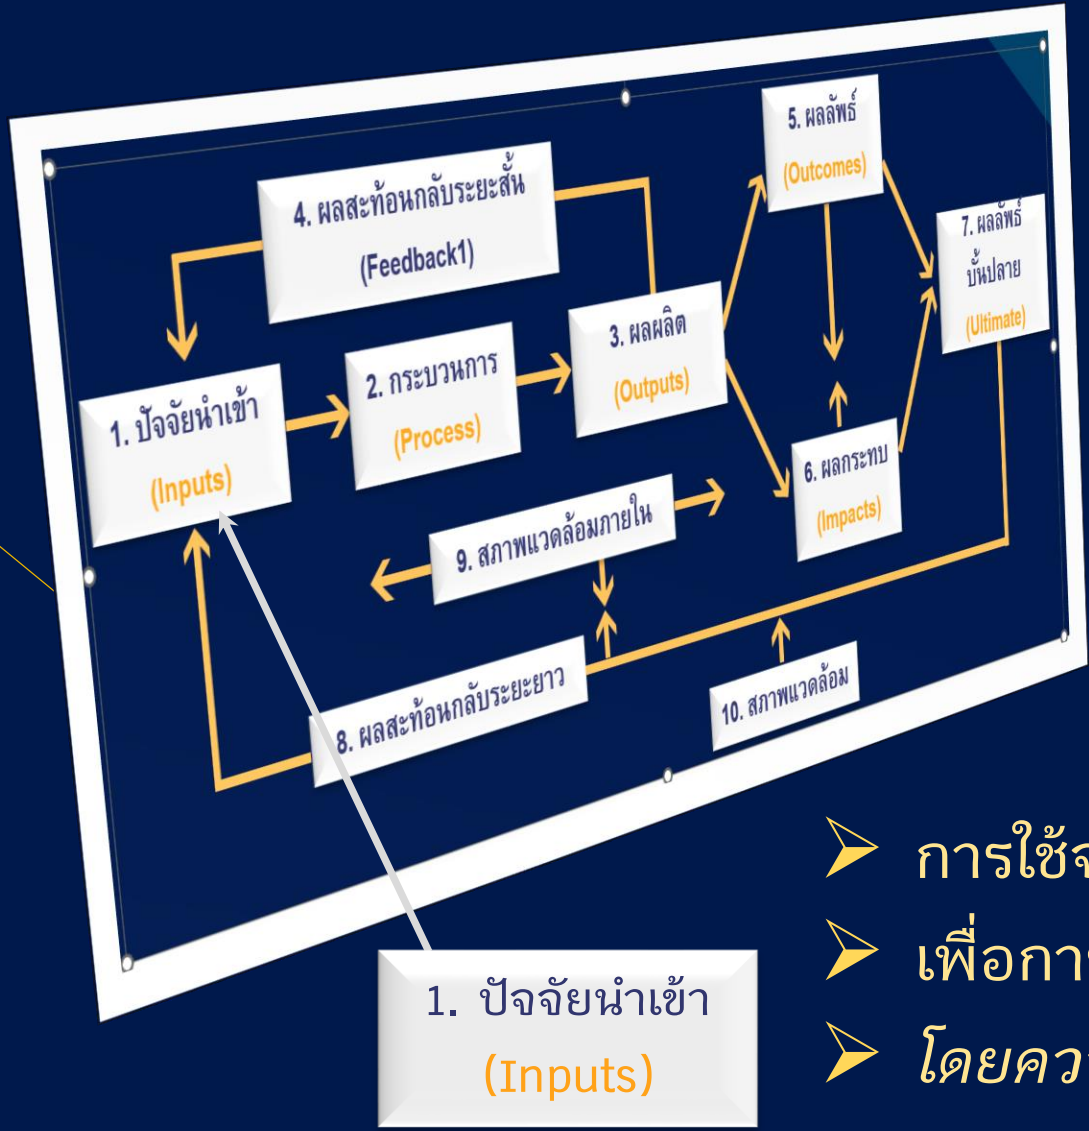 4. ผลสะท้อนกลับระยะสั้น
(Feedback1)
5. ผลลัพธ์
(Outcomes)
7. ผลลัพธ์
บั้นปลาย
(Ultimate)
3. ผลผลิต
(Outputs)
2. กระบวนการ
(Process)
1. ปัจจัยนำเข้า
(Inputs)
6. ผลกระทบ
(Impacts)
9. สภาพแวดล้อมภายใน
8. ผลสะท้อนกลับระยะยาว
10. สภาพแวดล้อม
1. ปัจจัยนำเข้า
(Inputs)
การใช้
เพื่อกา
โดยคว